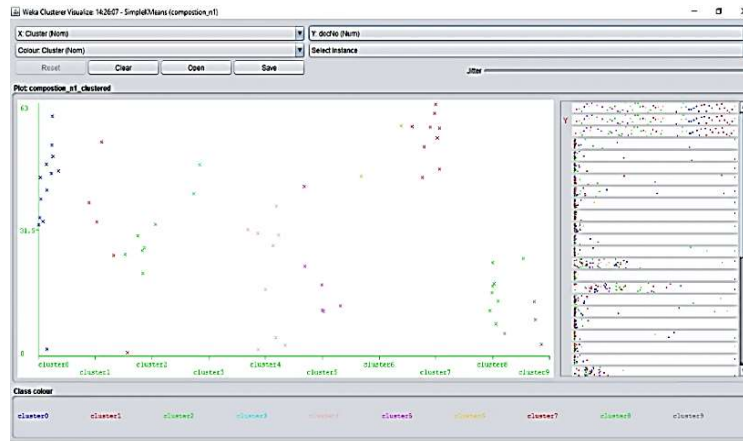 Weka Clusterer Visualize: 14:26:07 - SimpleKMeans (compostion_n1)
X: Cluster (Nom)
Y: docNo (Num)
Colour: Cluster (Nom)
Select Instance
Reset
Clear
Open
Save
Jitter
Plot: compostion_n1_clustered
63
31.5
0
cluster0
cluster1
cluster2
cluster3
cluster4
cluster5
cluster6
cluster7
cluster8
cluster9
Y
Class colour
cluster0 cluster1 cluster2 cluster3 cluster4 cluster5 cluster6 cluster7 cluster8 cluster9